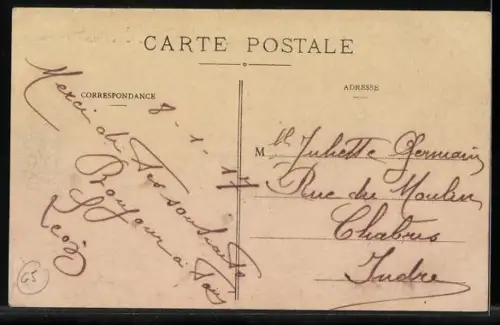 CARTE POSTALE
CORRESPONDANCE
ADRESSE
8-1-17
Merci de Tes souhaits
Bonjour à Tous
Léon
Mlle Juliette Germain
Rue du Moulin
Chabris
Indre
65